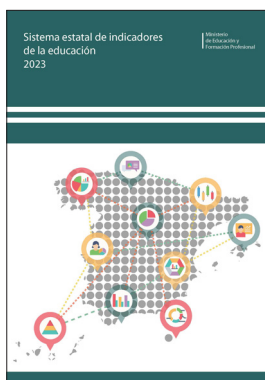 Sistema estatal de indicadores
de la educación
2023
Ministerio
de Educación y
Formación Profesional